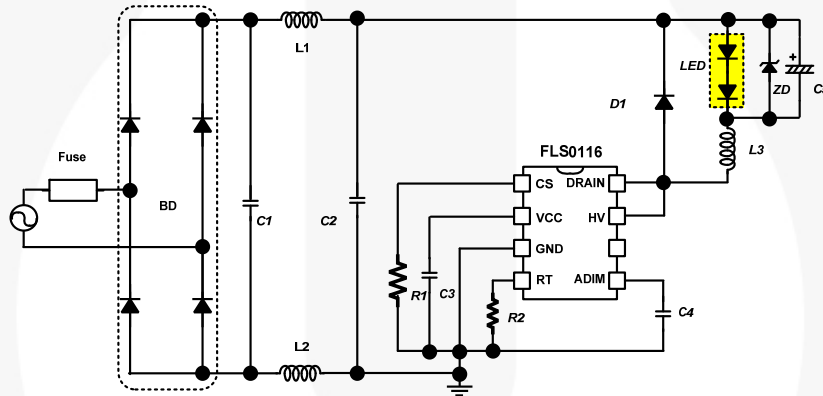 L1
LED
ZD
D1
L3
Fuse
FLS0116
CS
DRAIN
BD
VCC
HV
C1
C2
GND
RT
ADIM
R1
C3
R2
C4
L2
+